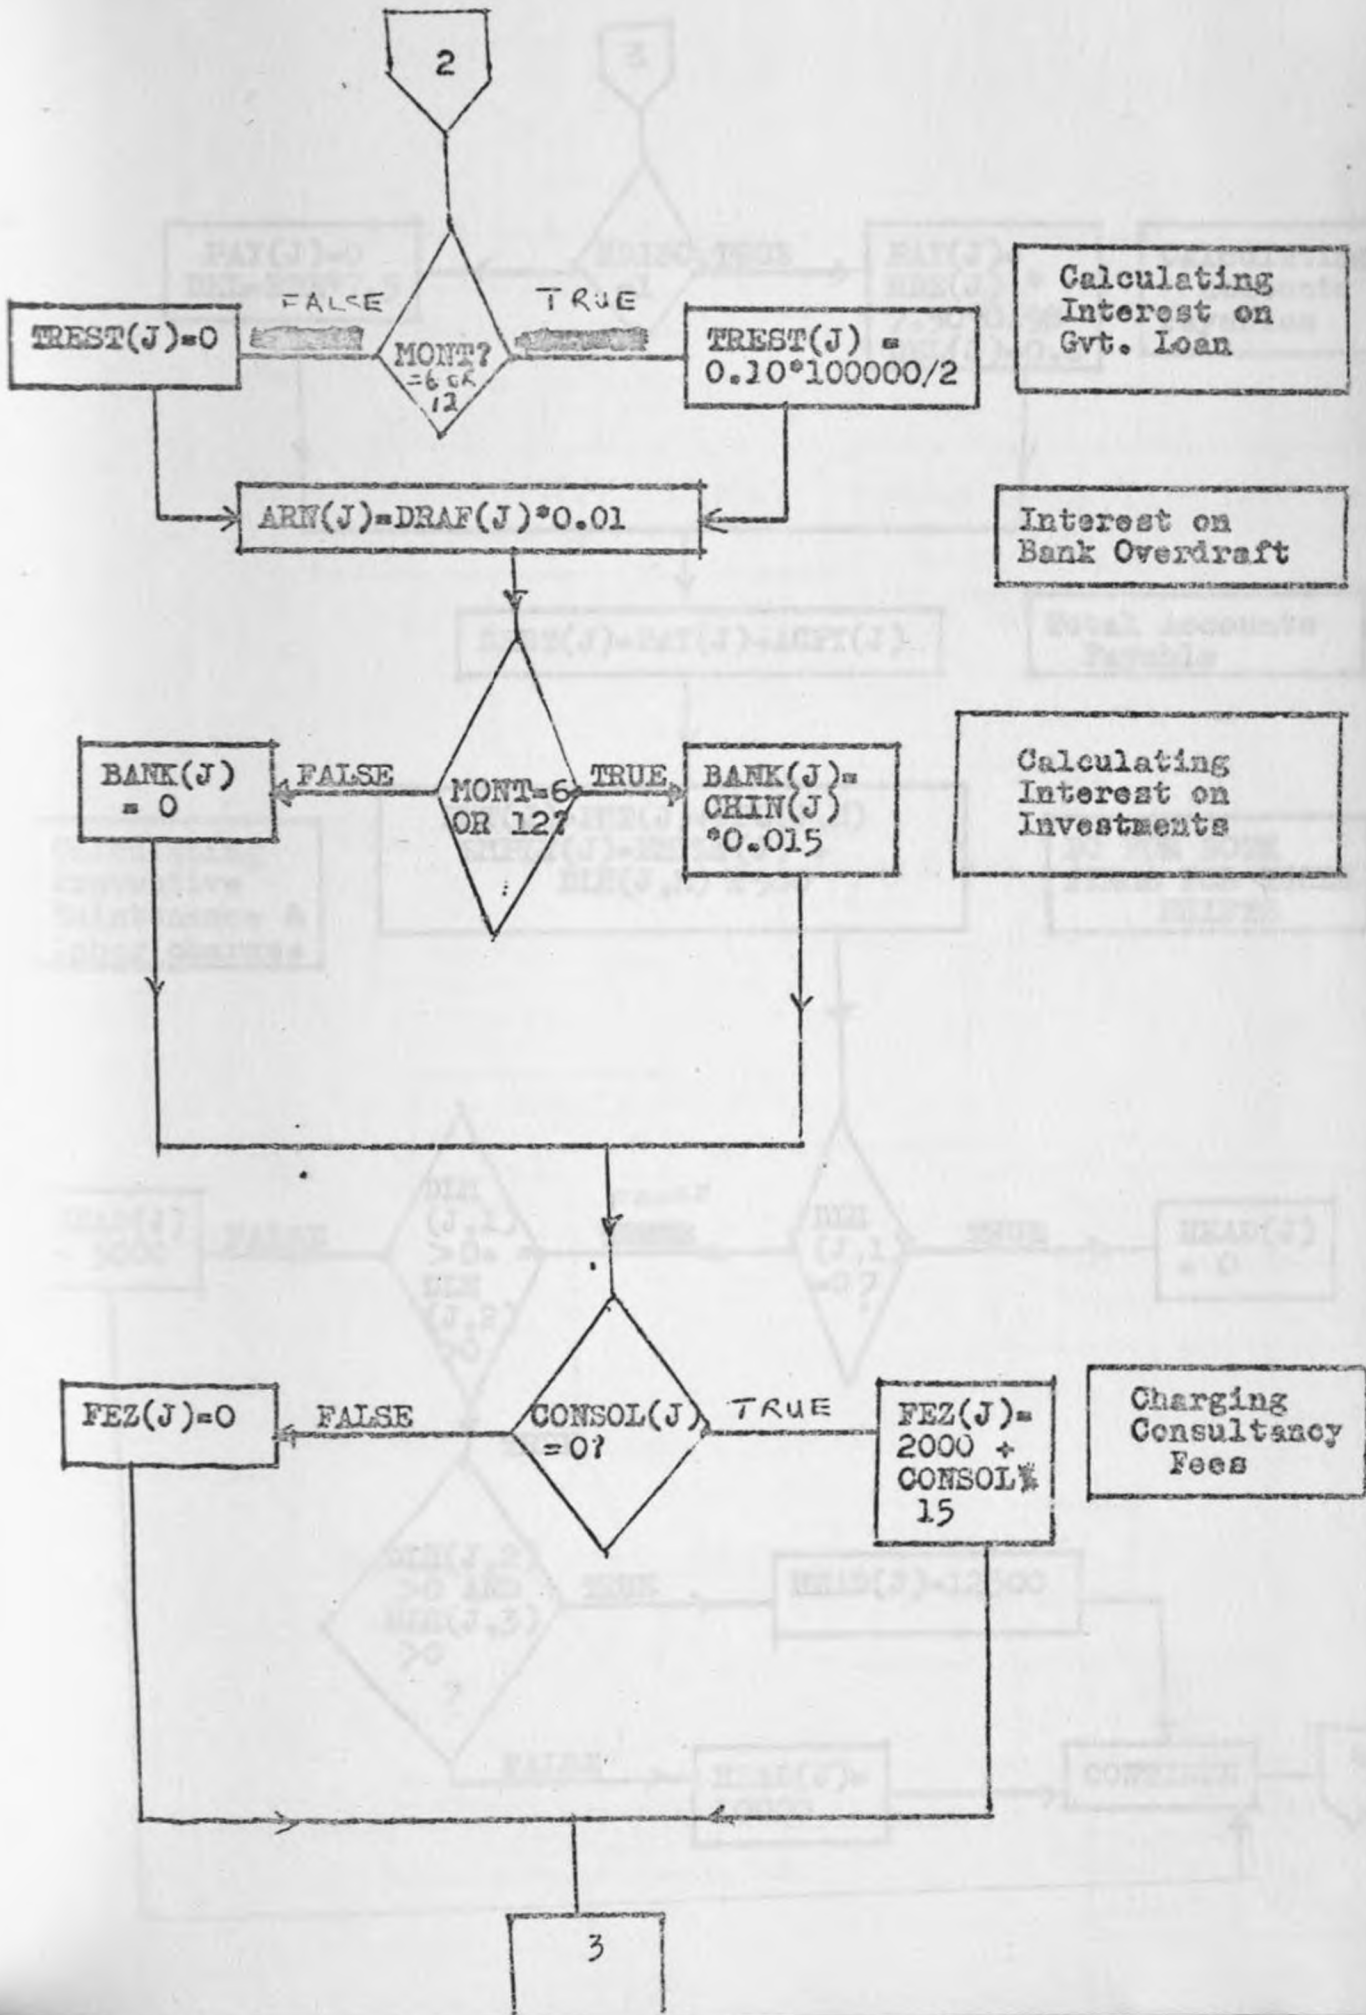 2
FALSE
TRUE
TREST(J)=0
MONT?
=6 OR
12
TREST(J) =
0.10*100000/2
Calculating
Interest on
Gvt. Loan
ARN(J)=DRAF(J)*0.01
Interest on
Bank Overdraft
BANK(J)
= 0
FALSE
MONT=6
OR 12?
TRUE
BANK(J)=
CHIN(J)
*0.015
Calculating
Interest on
Investments
FEZ(J)=0
FALSE
CONSOL(J)
=0?
TRUE
FEZ(J)=
2000 +
CONSOL*
15
Charging
Consultancy
Fees
3